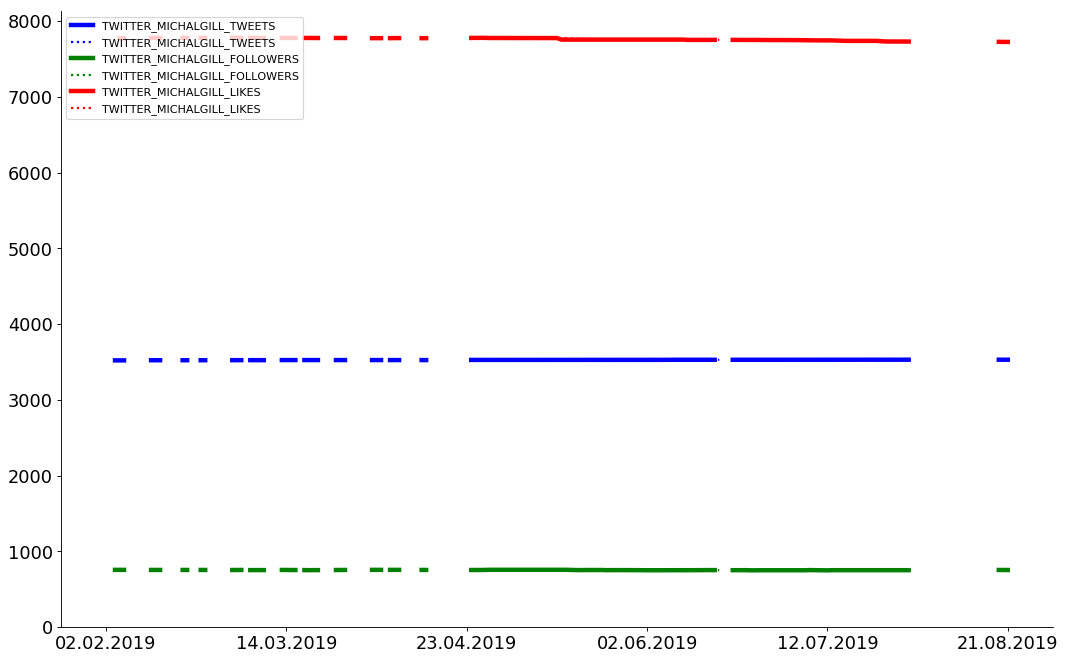 8000
7000
6000
5000
4000
3000
2000
1000
0
TWITTER_MICHALGILL_TWEETS
TWITTER_MICHALGILL_TWEETS
TWITTER_MICHALGILL_FOLLOWERS
TWITTER_MICHALGILL_FOLLOWERS
TWITTER_MICHALGILL_LIKES
TWITTER_MICHALGILL_LIKES
02.02.2019 14.03.2019 23.04.2019 02.06.2019 12.07.2019 21.08.2019